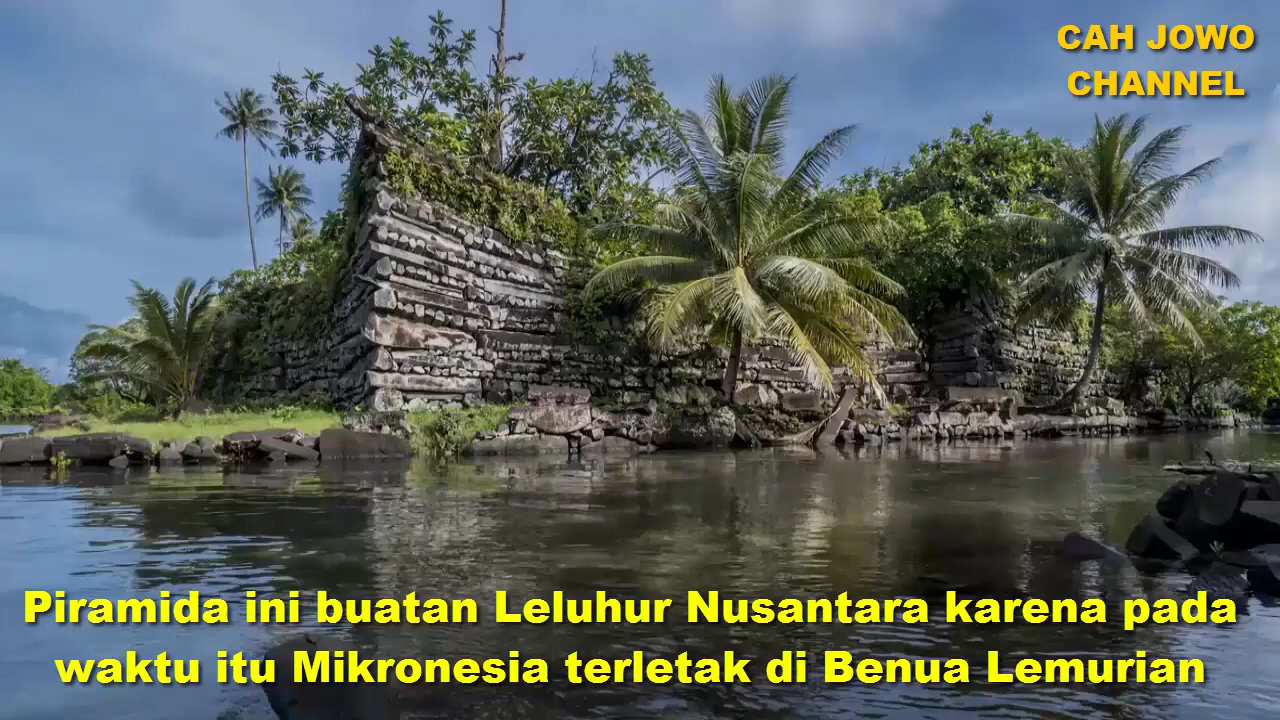 CAH JOWO
CHANNEL
Piramida ini buatan Leluhur Nusantara karena pada
waktu itu Mikronesia terletak di Benua Lemurian